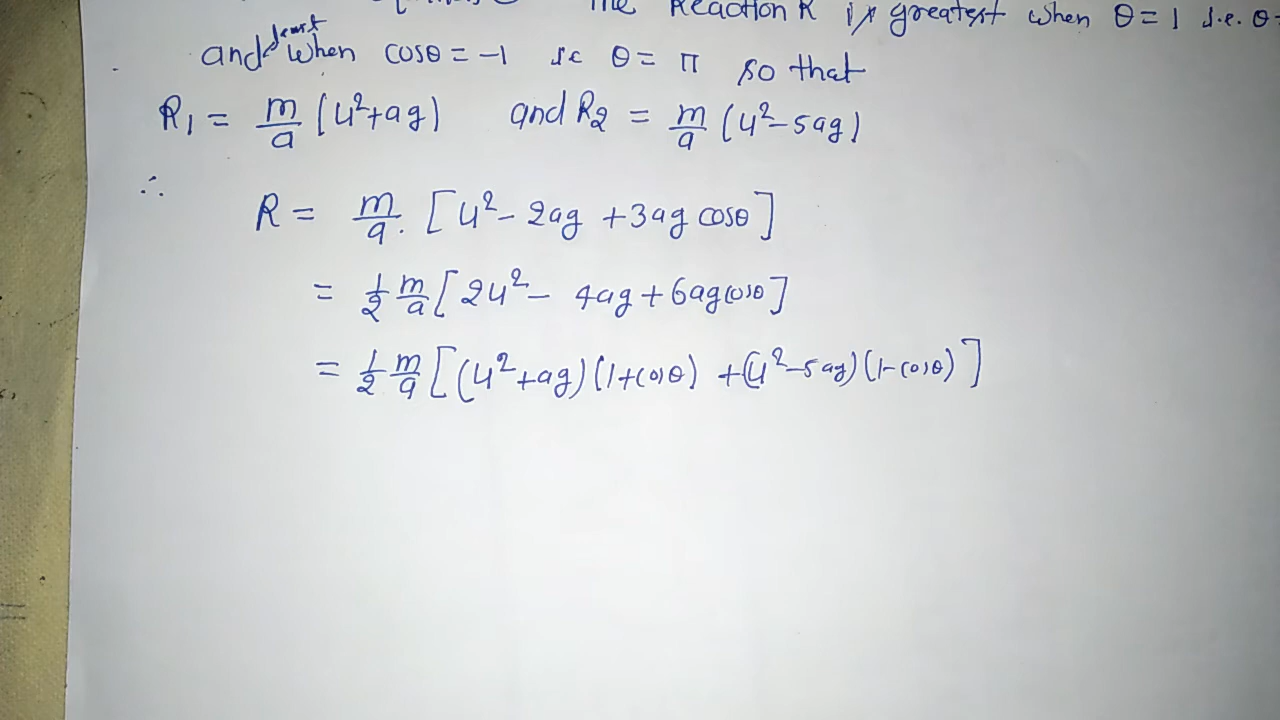 The Reaction R is greatest when θ = 1 i.e. θ
and least when cosθ = -1 i.e. θ = π so that
R₁ = m/a (u²+ag) and R₂ = m/a (u²-5ag)
∴
R = m/a . [u² - 2ag + 3ag cosθ]
= 1/2 m/a [2u² - 4ag + 6ag cosθ]
= 1/2 m/a [(u²+ag)(1+cosθ) + (u²-5ag)(1-cosθ)]